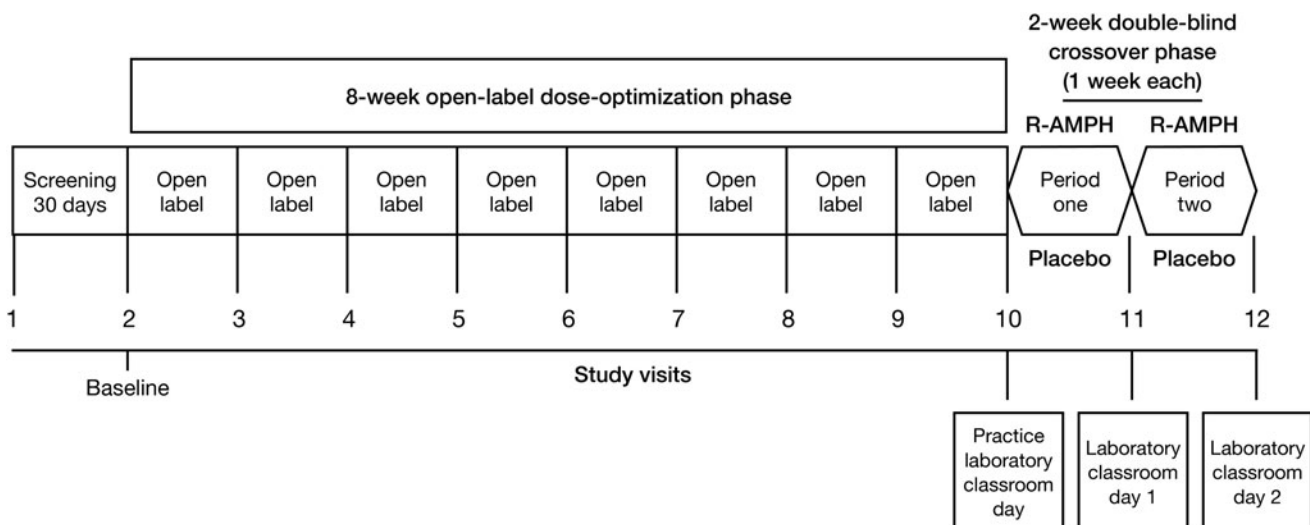 2-week double-blind
crossover phase
(1 week each)
8-week open-label dose-optimization phase
R-AMPH
R-AMPH
Screening
30 days
Open
label
Open
label
Open
label
Open
label
Open
label
Open
label
Open
label
Open
label
Period
one
Period
two
Placebo
Placebo
1
2
3
4
5
6
7
8
9
10
11
12
Baseline
Study visits
Practice
laboratory
classroom
day
Laboratory
classroom
day 1
Laboratory
classroom
day 2